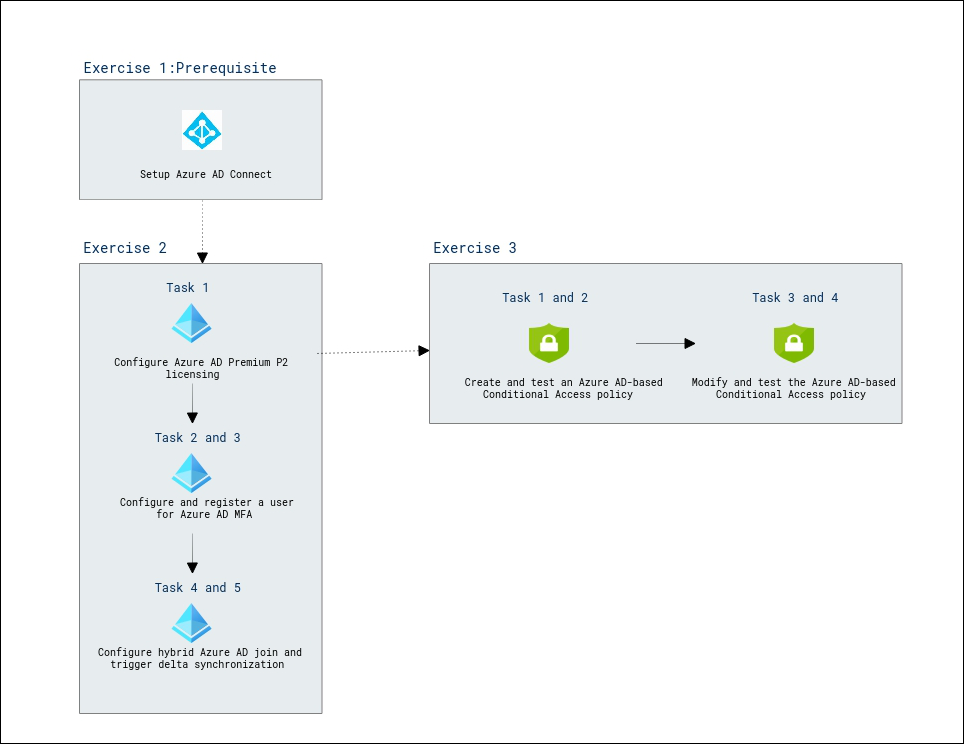 Exercise 1:Prerequisite
Setup Azure AD Connect
Exercise 2
Task 1
Configure Azure AD Premium P2
licensing
Task 2 and 3
Configure and register a user
for Azure AD MFA
Task 4 and 5
Configure hybrid Azure AD join and
trigger delta synchronization
Exercise 3
Task 1 and 2
Create and test an Azure AD-based
Conditional Access policy
Task 3 and 4
Modify and test the Azure AD-based
Conditional Access policy